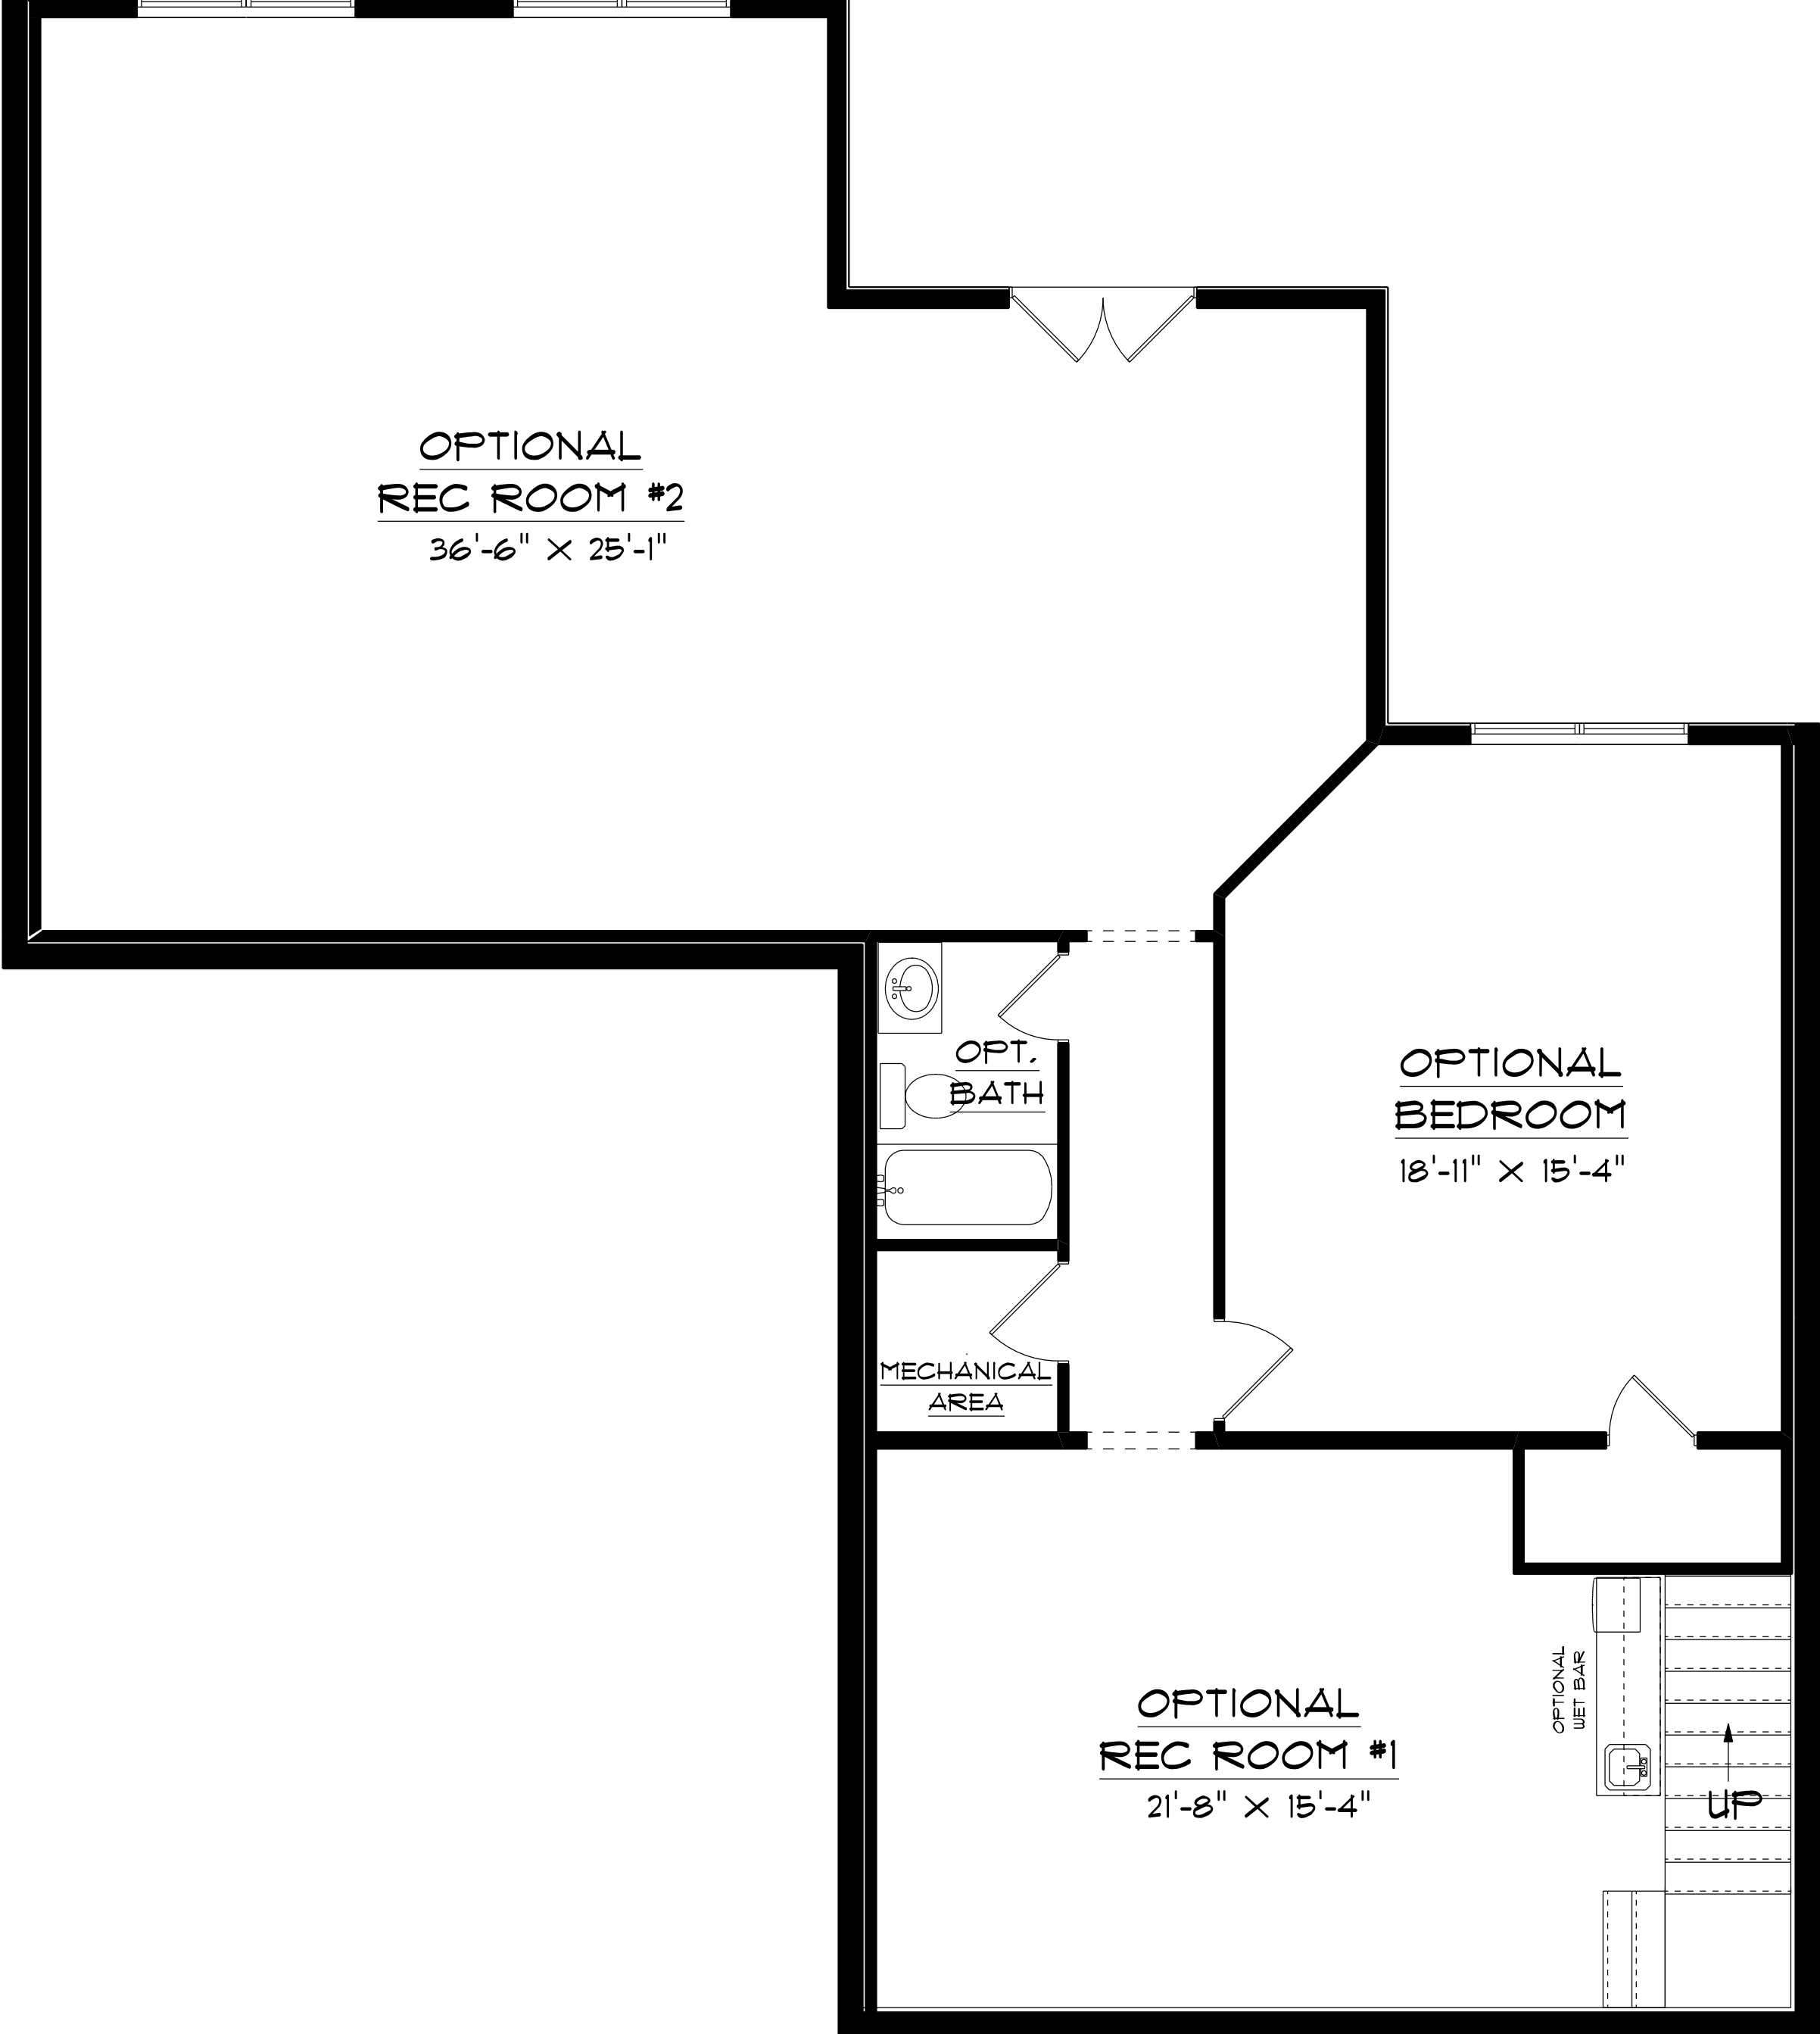 OPTIONAL
REC ROOM #2
36'-6" X 25'-1"
OPT.
BATH
OPTIONAL
BEDROOM
18'-11" X 15'-4"
MECHANICAL
AREA
OPTIONAL
WET BAR
OPTIONAL
REC ROOM #1
21'-8" X 15'-4"
UP